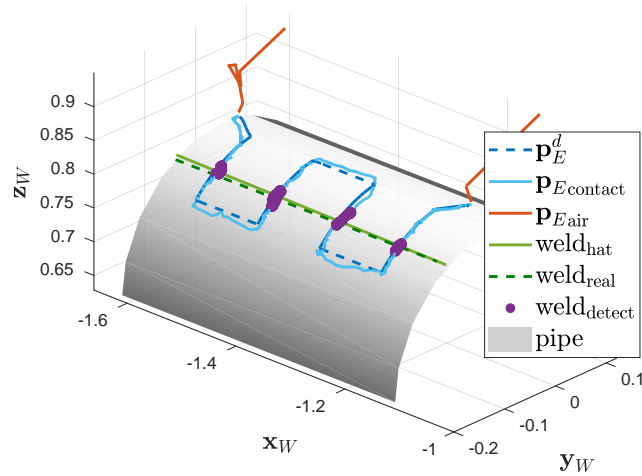 0.9
0.85
0.8
0.75
0.7
0.65
z_W
-1.6
-1.4
-1.2
-1
x_W
-0.2
-0.1
0
0.1
y_W
p_E^d
p_E contact
p_E air
weld_hat
weld_real
weld_detect
pipe